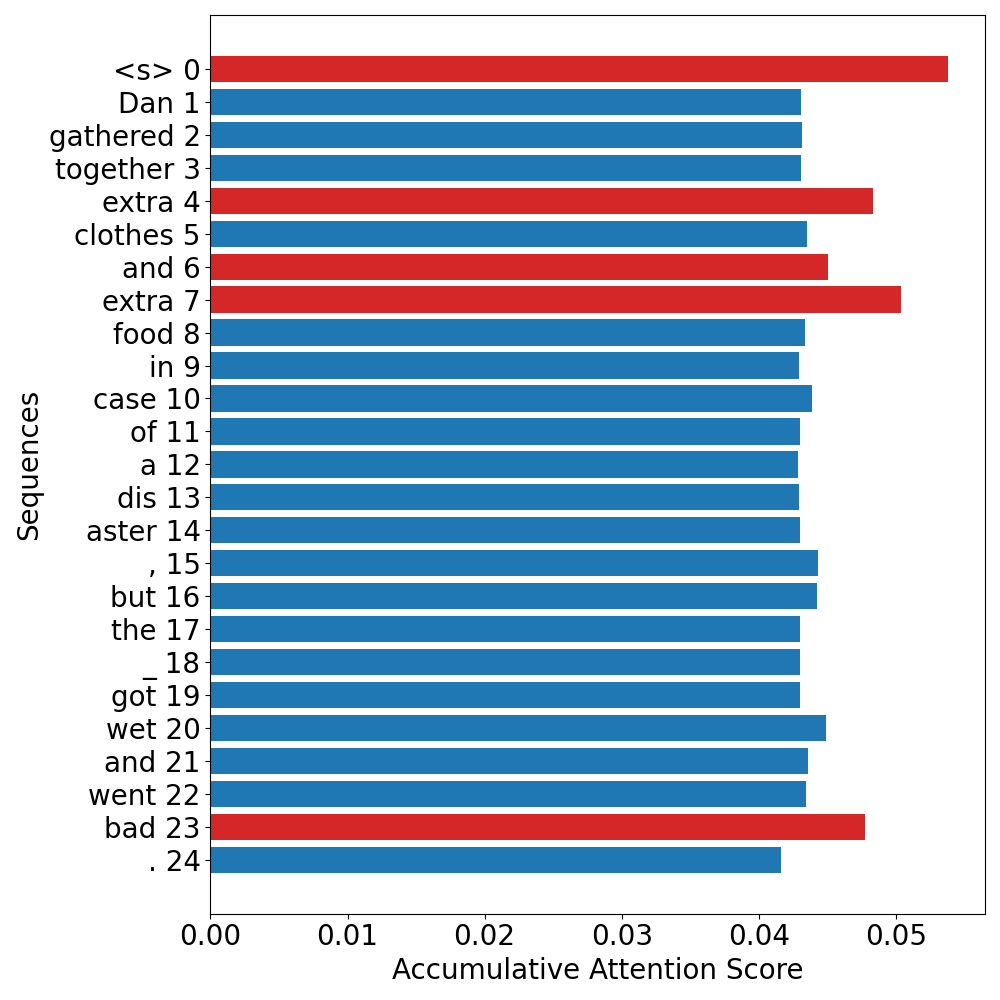 <s> 0
Dan 1
gathered 2
together 3
extra 4
clothes 5
and 6
extra 7
food 8
in 9
case 10
of 11
a 12
dis 13
aster 14
, 15
but 16
the 17
_ 18
got 19
wet 20
and 21
went 22
bad 23
. 24
Sequences
0.00 0.01 0.02 0.03 0.04 0.05
Accumulative Attention Score